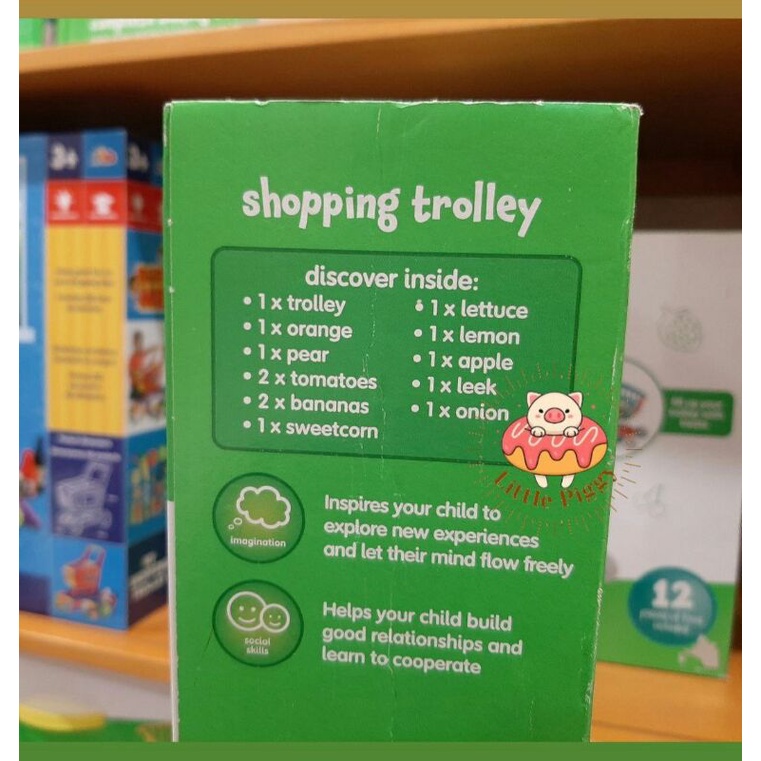 shopping trolley
discover inside:
• 1 x trolley
• 1 x orange
• 1 x pear
• 2 x tomatoes
• 2 x bananas
• 1 x sweetcorn
• 1 x lettuce
• 1 x lemon
• 1 x apple
• 1 x leek
• 1 x onion
Little Piggy
imagination
Inspires your child to
explore new experiences
and let their mind flow freely
social
skills
Helps your child build
good relationships and
learn to cooperate
3+
3+
12